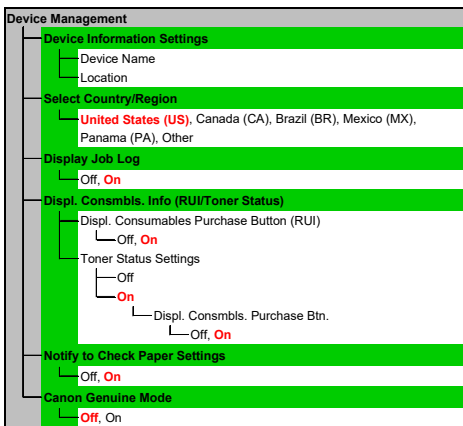 Device Management
Device Information Settings
Device Name
Location
Select Country/Region
United States (US), Canada (CA), Brazil (BR), Mexico (MX),
Panama (PA), Other
Display Job Log
Off, On
Displ. Consmbls. Info (RUI/Toner Status)
Displ. Consumables Purchase Button (RUI)
Off, On
Toner Status Settings
Off
On
Displ. Consmbls. Purchase Btn.
Off, On
Notify to Check Paper Settings
Off, On
Canon Genuine Mode
Off, On